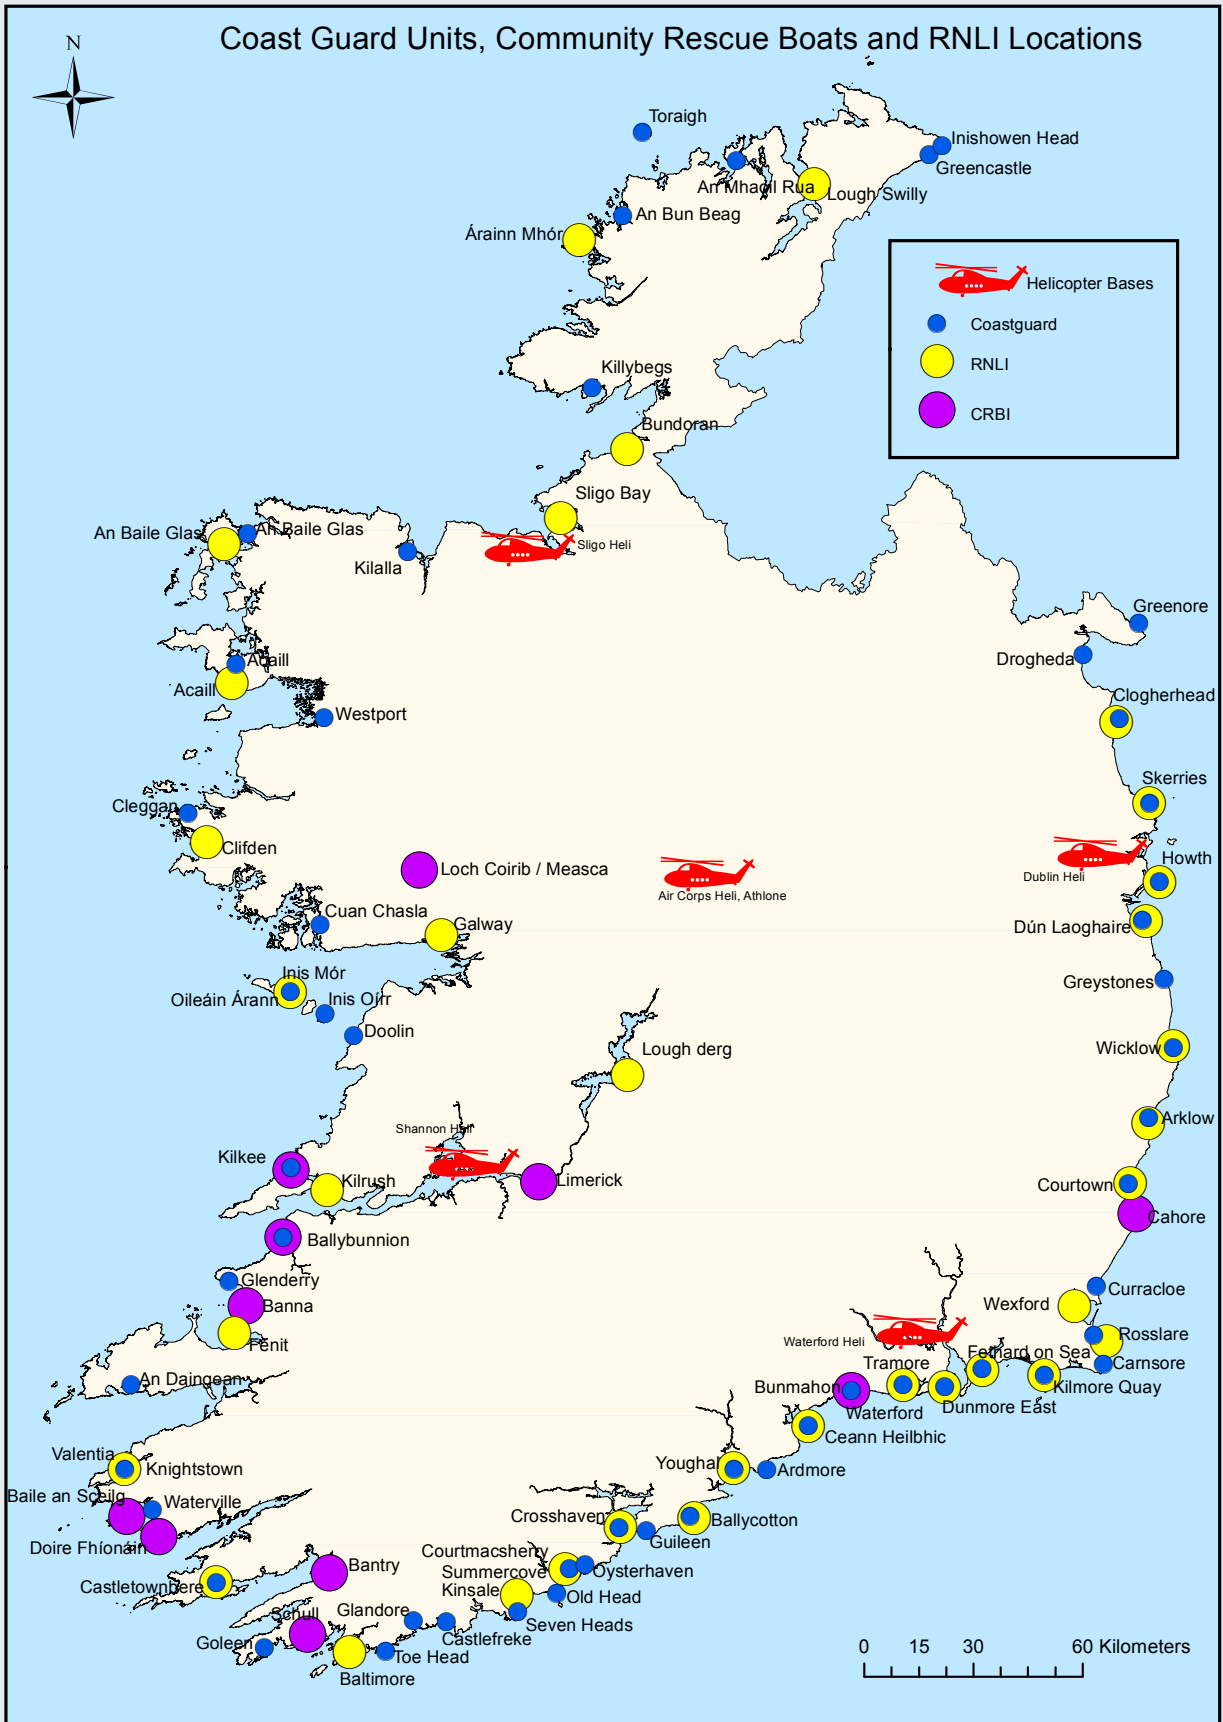 Coast Guard Units, Community Rescue Boats and RNLI Locations
N
Toraigh
Inishowen Head
Greencastle
An Mhaoil Rua
Lough Swilly
An Bun Beag
Árainn Mhór
Helicopter Bases
Coastguard
RNLI
CRBI
Killybegs
Bundoran
Sligo Bay
An Baile Glas
An Baile Glas
Sligo Heli
Kilalla
Greenore
Drogheda
Acaill
Acaill
Clogherhead
Westport
Skerries
Cleggan
Clifden
Loch Coirib / Measca
Howth
Dublin Heli
Air Corps Heli, Athlone
Cuan Chasla
Galway
Dún Laoghaire
Inis Mór
Greystones
Oileáin Árann
Inis Oírr
Doolin
Lough derg
Wicklow
Arklow
Shannon Heli
Kilkee
Kilrush
Limerick
Courtown
Cahore
Ballybunnion
Glenderry
Curracloe
Banna
Wexford
Rosslare
Fenit
Waterford Heli
Fethard on Sea
Tramore
Carnsore
An Daingean
Bunmahon
Kilmore Quay
Waterford
Dunmore East
Ceann Heilbhic
Valentia
Knightstown
Youghal
Ardmore
Baile an Sceilg
Waterville
Crosshaven
Ballycotton
Doire Fhíonáin
Guileen
Courtmacsherry
Bantry
Summercove
Oysterhaven
Castletownbere
Kinsale
Old Head
Schull
Glandore
Seven Heads
Castlefreke
Goleen
Toe Head
Baltimore
0 15 30 60 Kilometers